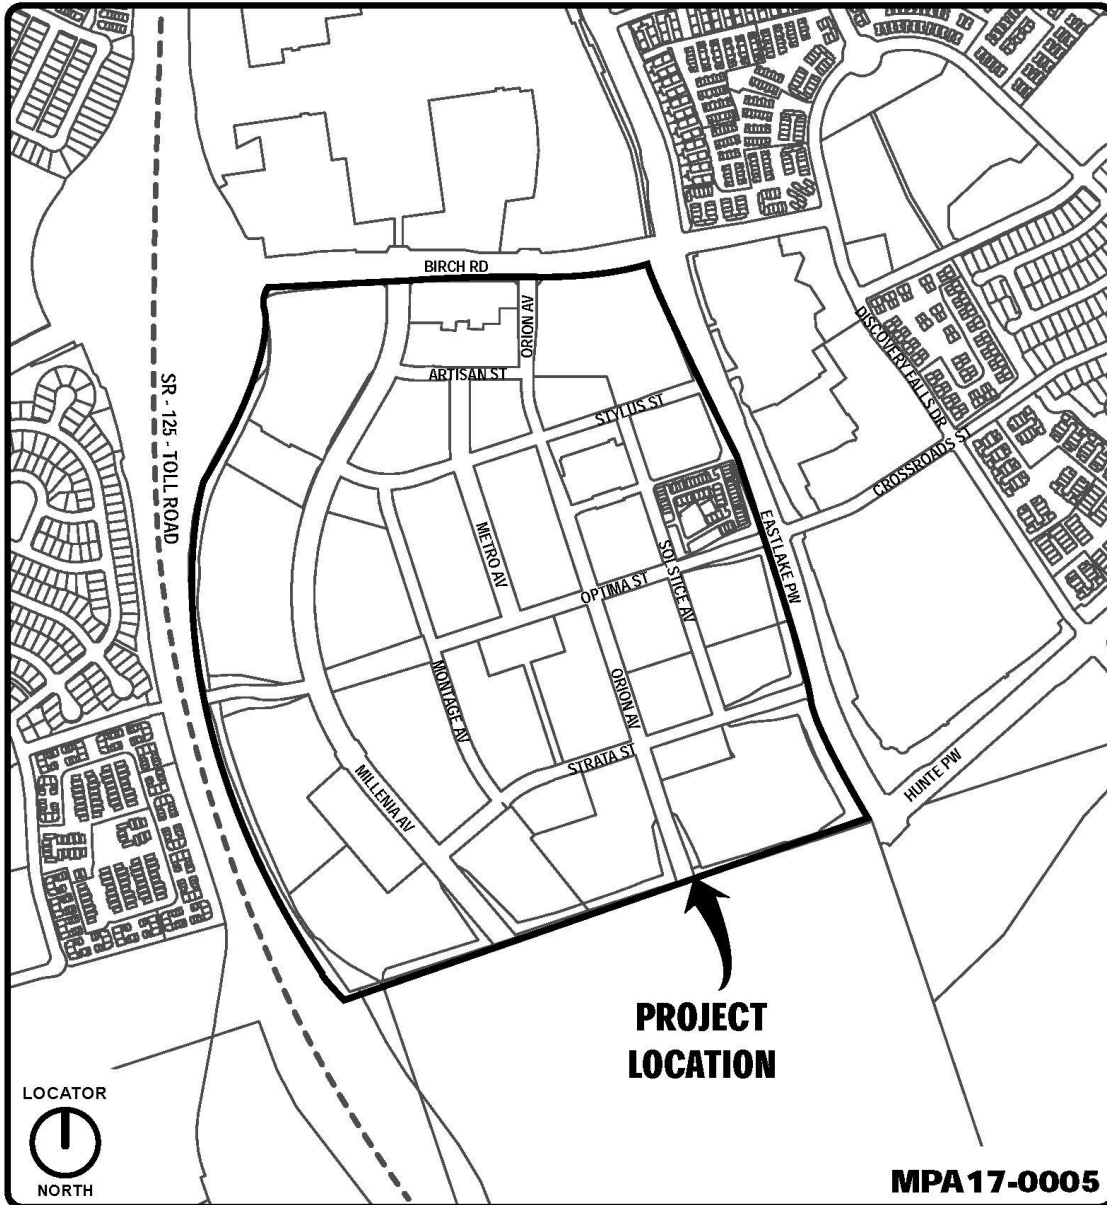 BIRCH RD
ORION AV
ARTISAN ST
STYLUS ST
DISCOVERY FALLS DR
CROSSROADS ST
SR - 125 - TOLL ROAD
METRO AV
EASTLAKE PW
SOLSTICE AV
OPTIMA ST
MONTAGE AV
ORION AV
STRATA ST
MILLENIA AV
HUNTE PW
PROJECT
LOCATION
LOCATOR
NORTH
MPA17-0005